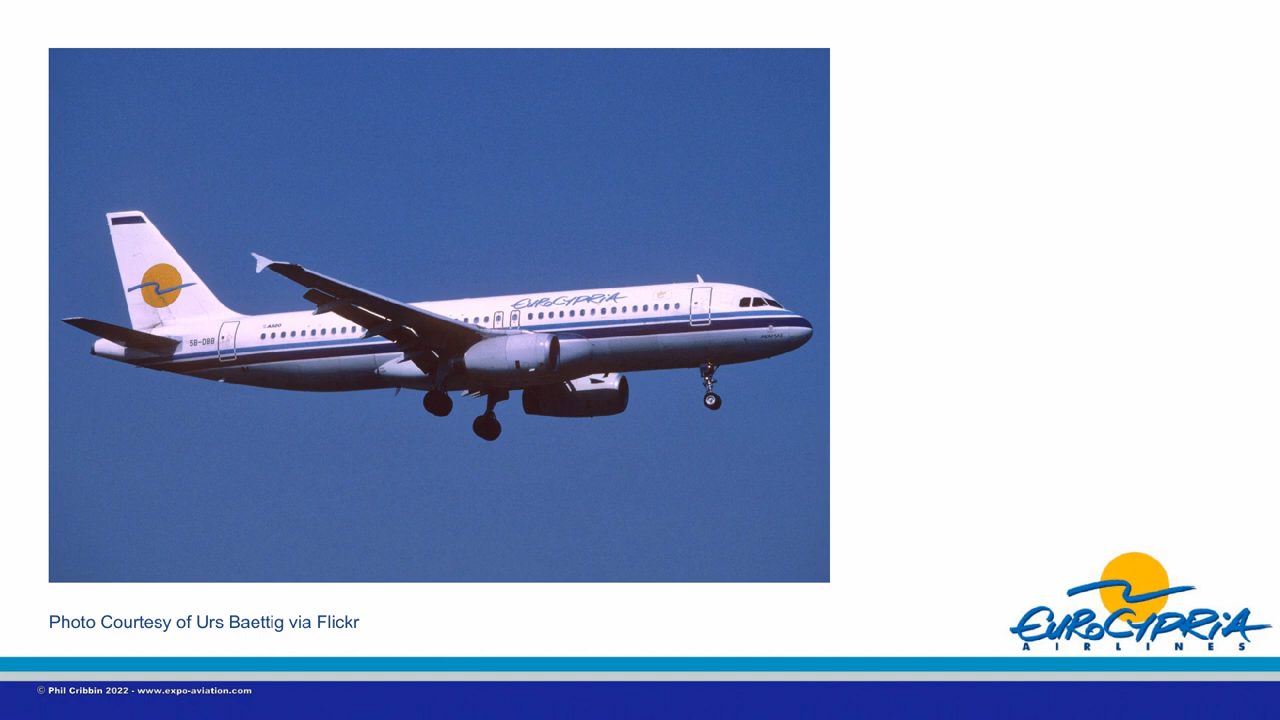 EUROCYPRIA
A320
5B-DBB
Photo Courtesy of Urs Baettig via Flickr
EUROCYPRIA
AIRLINES
© Phil Cribbin 2022 - www.expo-aviation.com